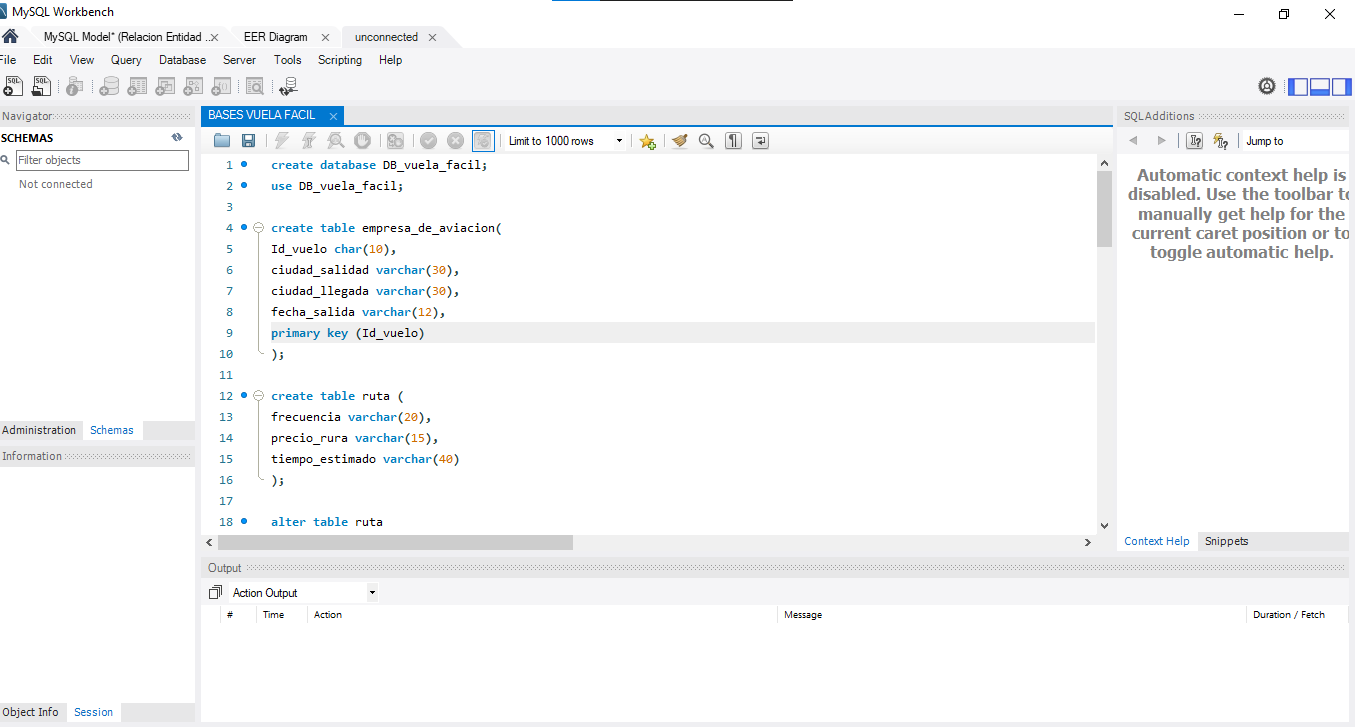 MySQL Workbench
MySQL Model* (Relacion Entidad ..
EER Diagram
unconnected
File Edit View Query Database Server Tools Scripting Help
Navigator
SCHEMAS
Filter objects
Not connected
Administration Schemas
Information
Object Info Session
BASES VUELA FACIL
Limit to 1000 rows
1 create database DB_vuela_facil;
2 use DB_vuela_facil;
3
4 create table empresa_de_aviacion(
5 Id_vuelo char(10),
6 ciudad_salidad varchar(30),
7 ciudad_llegada varchar(30),
8 fecha_salida varchar(12),
9 primary key (Id_vuelo)
10 );
11
12 create table ruta (
13 frecuencia varchar(20),
14 precio_rura varchar(15),
15 tiempo_estimado varchar(40)
16 );
17
18 alter table ruta
Output
Action Output
# Time Action Message Duration / Fetch
SQLAdditions
Jump to
Automatic context help is
disabled. Use the toolbar to
manually get help for the
current caret position or to
toggle automatic help.
Context Help Snippets